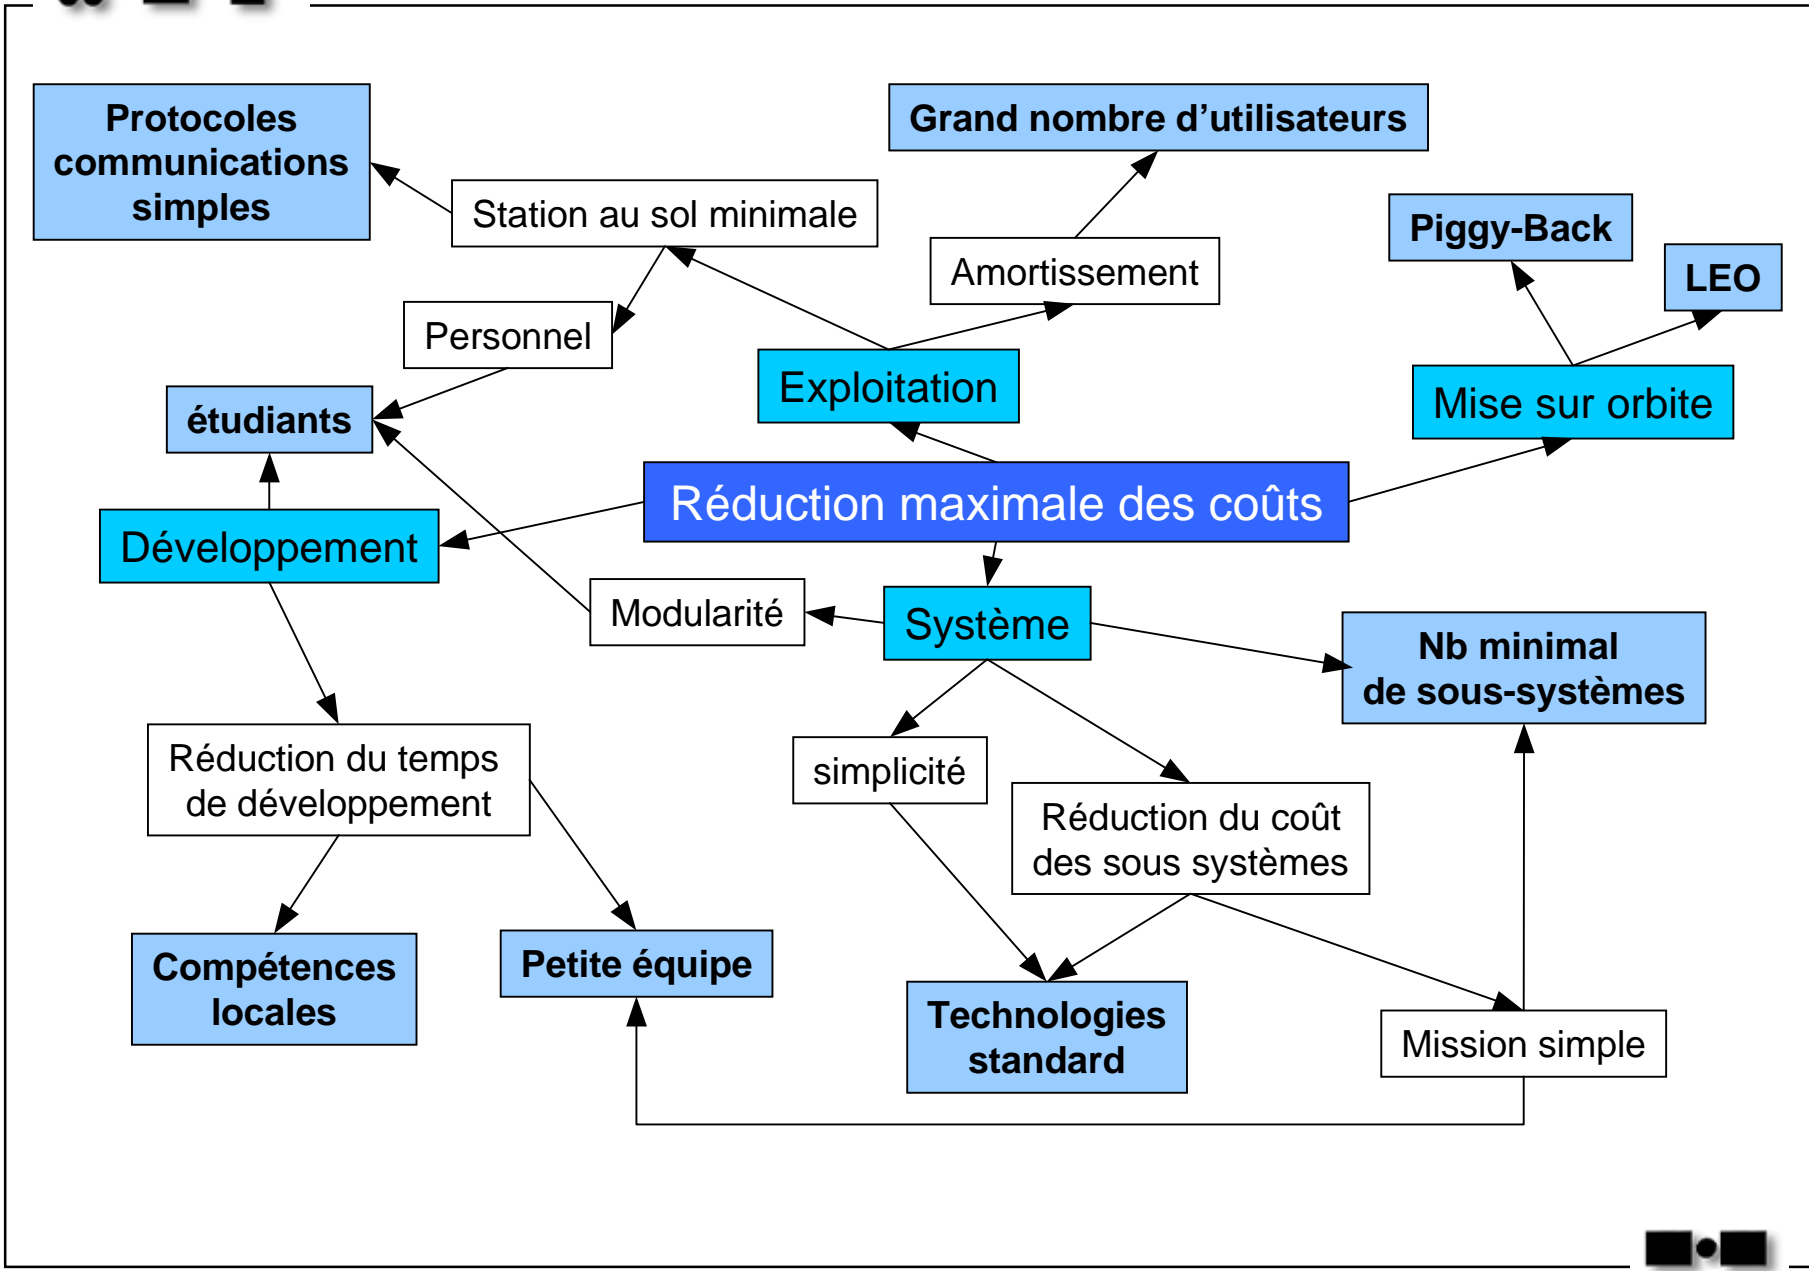 Protocoles
communications
simples
Grand nombre d’utilisateurs
Station au sol minimale
Piggy-Back
Amortissement
LEO
Personnel
Exploitation
Mise sur orbite
étudiants
Réduction maximale des coûts
Développement
Modularité
Système
Nb minimal
de sous-systèmes
Réduction du temps
de développement
simplicité
Réduction du coût
des sous systèmes
Compétences
locales
Petite équipe
Technologies
standard
Mission simple